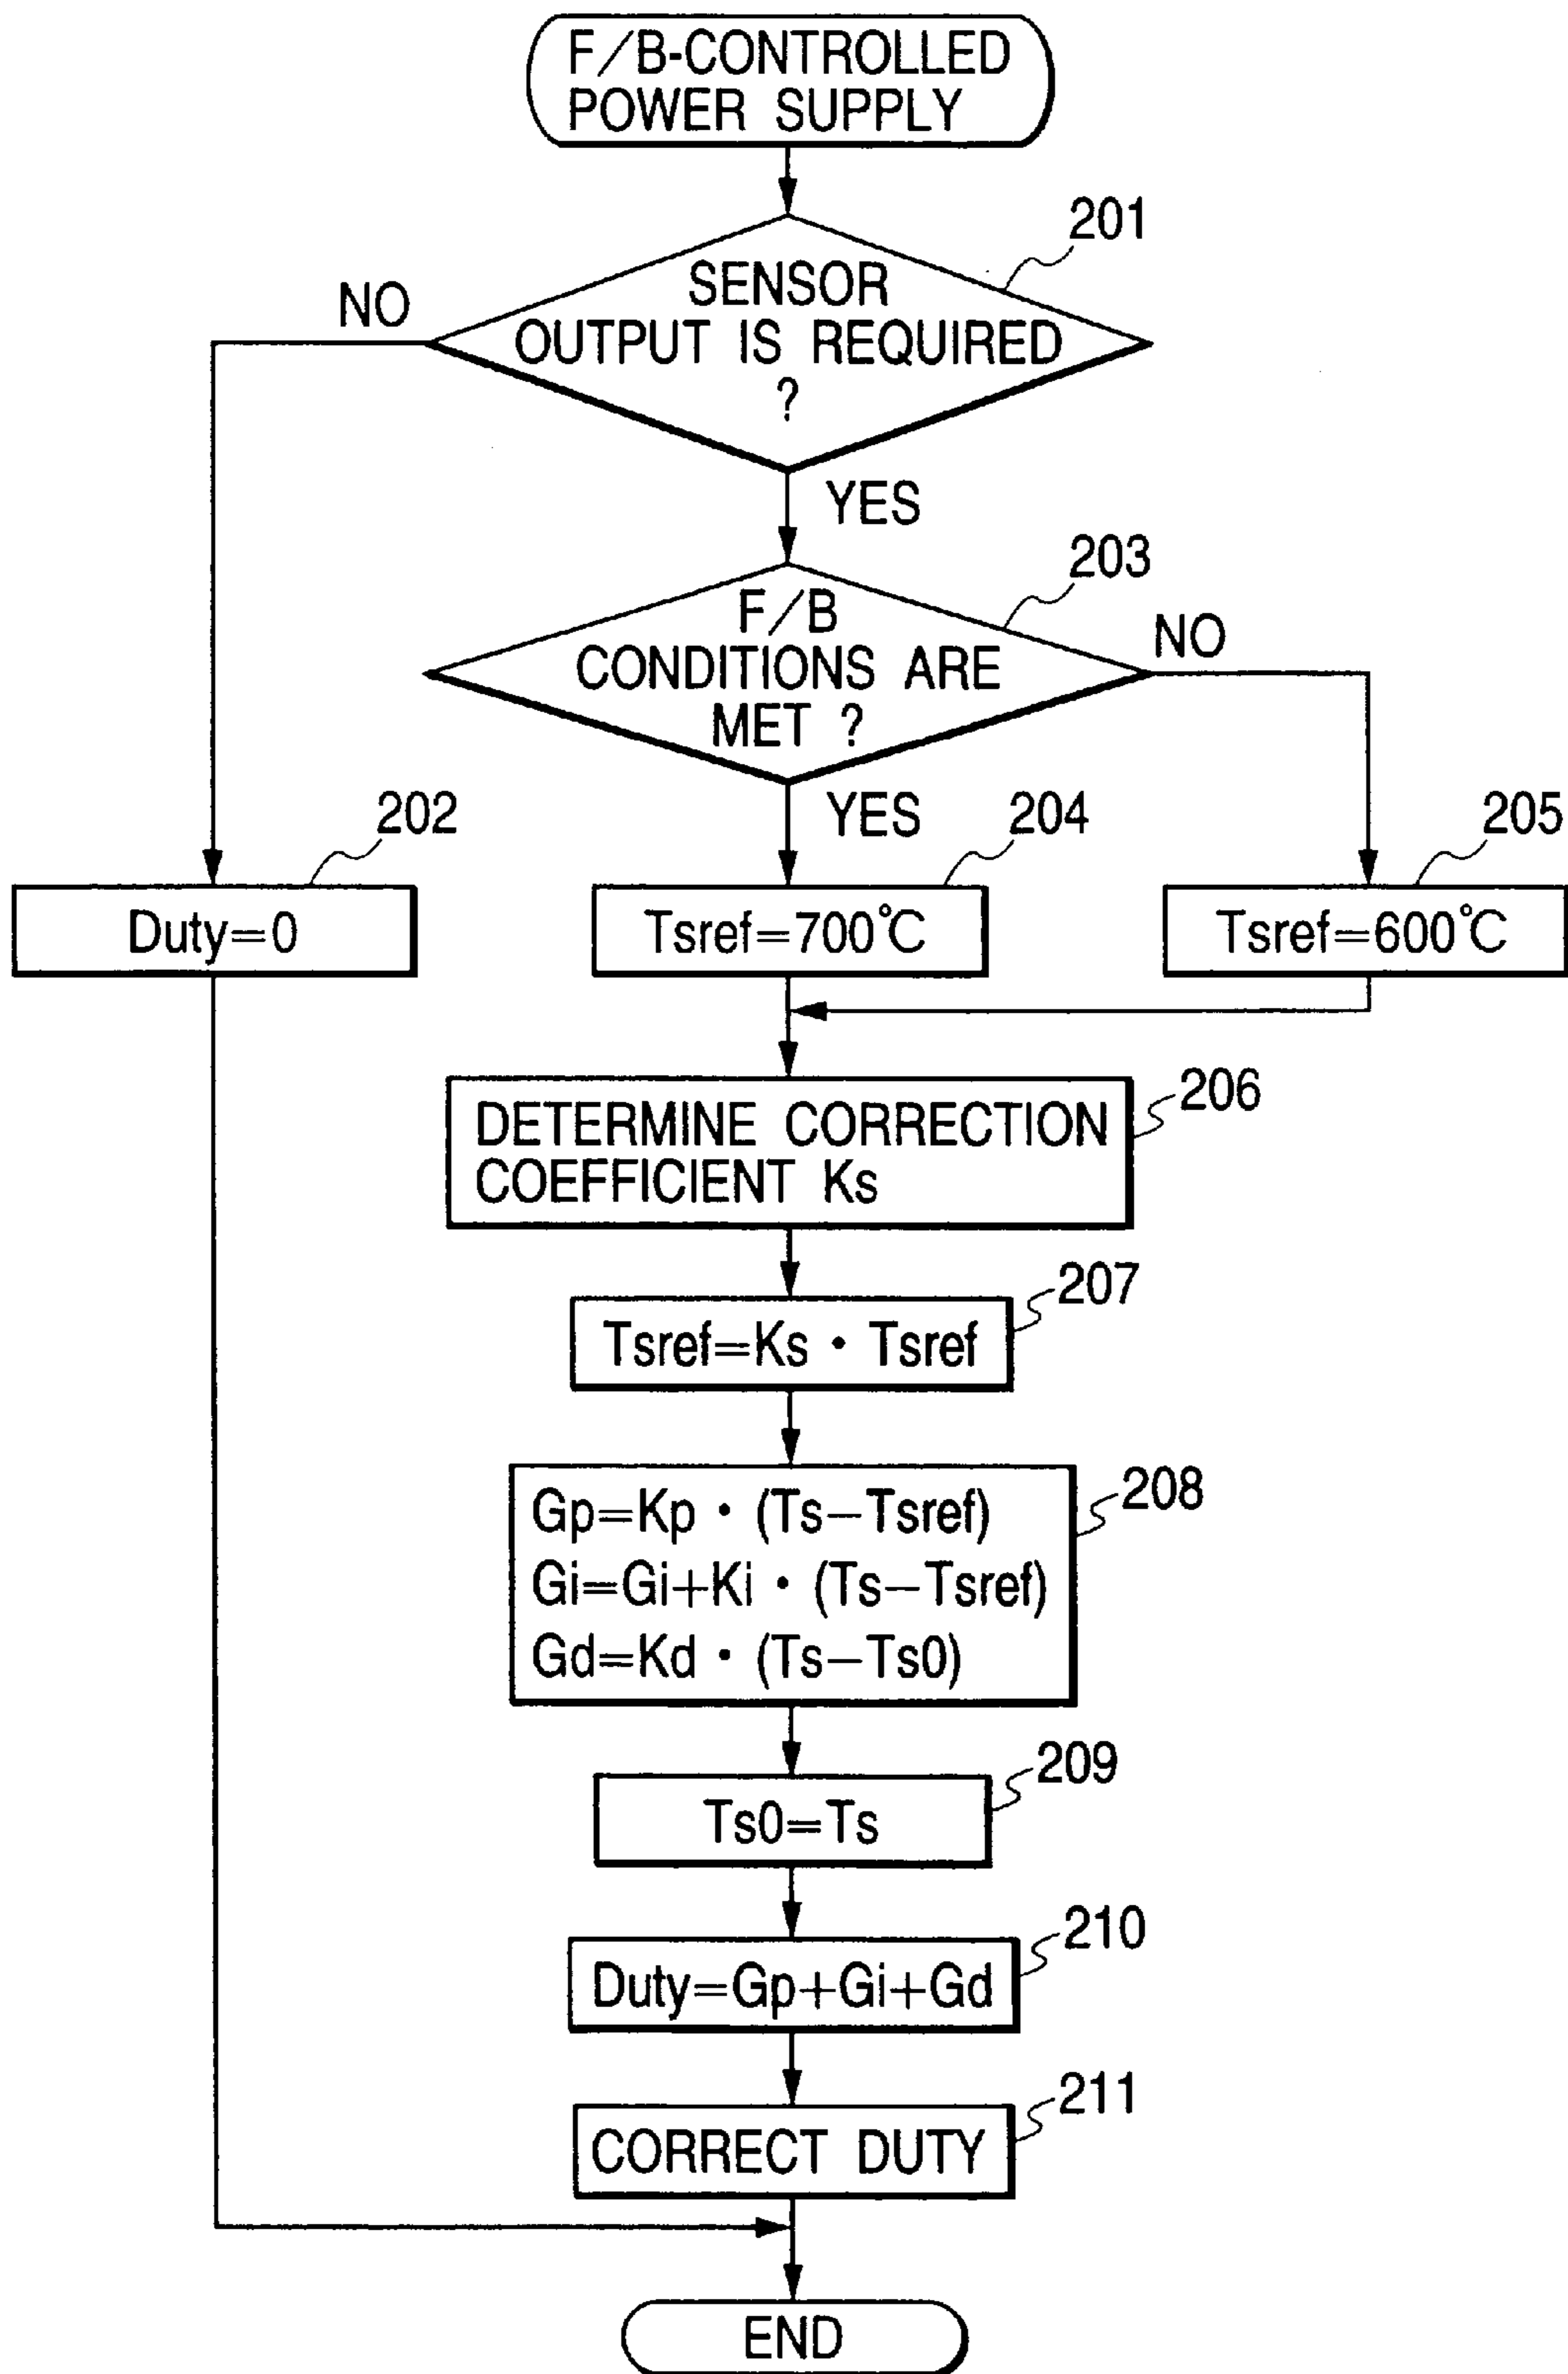 F/B-CONTROLLED
POWER SUPPLY
201
SENSOR
OUTPUT IS REQUIRED
?
NO
YES
203
F/B
CONDITIONS ARE
MET ?
NO
YES
202
Duty=0
204
Tsref=700°C
205
Tsref=600°C
206
DETERMINE CORRECTION
COEFFICIENT Ks
207
Tsref=Ks · Tsref
208
Gp=Kp · (Ts−Tsref)
Gi=Gi+Ki · (Ts−Tsref)
Gd=Kd · (Ts−Ts0)
209
Ts0=Ts
210
Duty=Gp+Gi+Gd
211
CORRECT DUTY
END